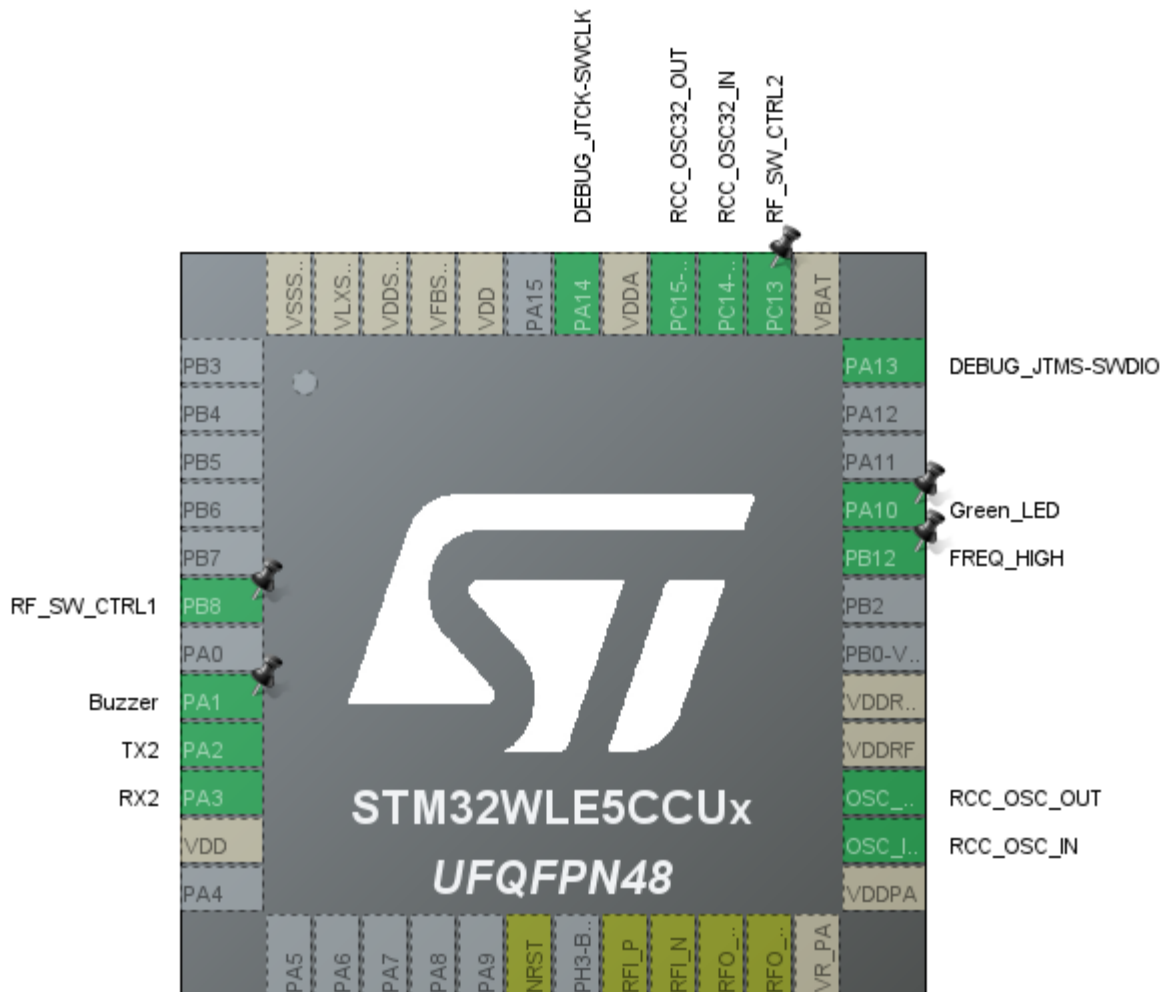 DEBUG_JTCK-SWCLK
RCC_OSC32_OUT
RCC_OSC32_IN
RF_SW_CTRL2
VSSS..
VLXS..
VDDS..
VFBS..
VDD
PA15
PA14
VDDA
PC15-..
PC14-..
PC13
VBAT
PB3
PA13 DEBUG_JTMS-SWDIO
PB4
PA12
PB5
PA11
PB6
PA10 Green_LED
PB7
PB12 FREQ_HIGH
RF_SW_CTRL1 PB8
PB2
PA0
PB0-V..
Buzzer PA1
VDDR..
TX2 PA2
VDDRF
RX2 PA3
STM32WLE5CCUx
OSC_.. RCC_OSC_OUT
VDD
OSC_I.. RCC_OSC_IN
UFQFPN48
PA4
VDDPA
PA5
PA6
PA7
PA8
PA9
NRST
PH3-B..
RFI_P
RFI_N
RFO_..
RFO_..
VR_PA